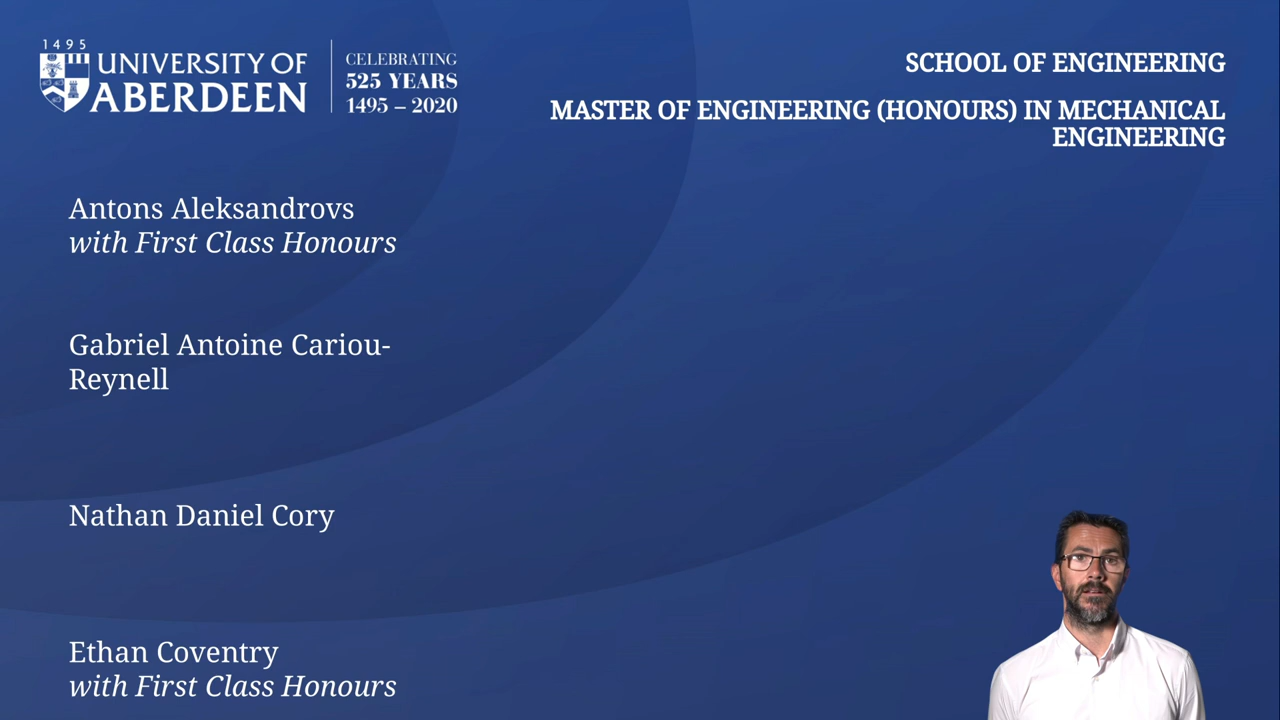 1495
UNIVERSITY OF
ABERDEEN
CELEBRATING
525 YEARS
1495 – 2020
SCHOOL OF ENGINEERING
MASTER OF ENGINEERING (HONOURS) IN MECHANICAL
ENGINEERING
Antons Aleksandrovs
with First Class Honours
Gabriel Antoine Cariou-
Reynell
Nathan Daniel Cory
Ethan Coventry
with First Class Honours